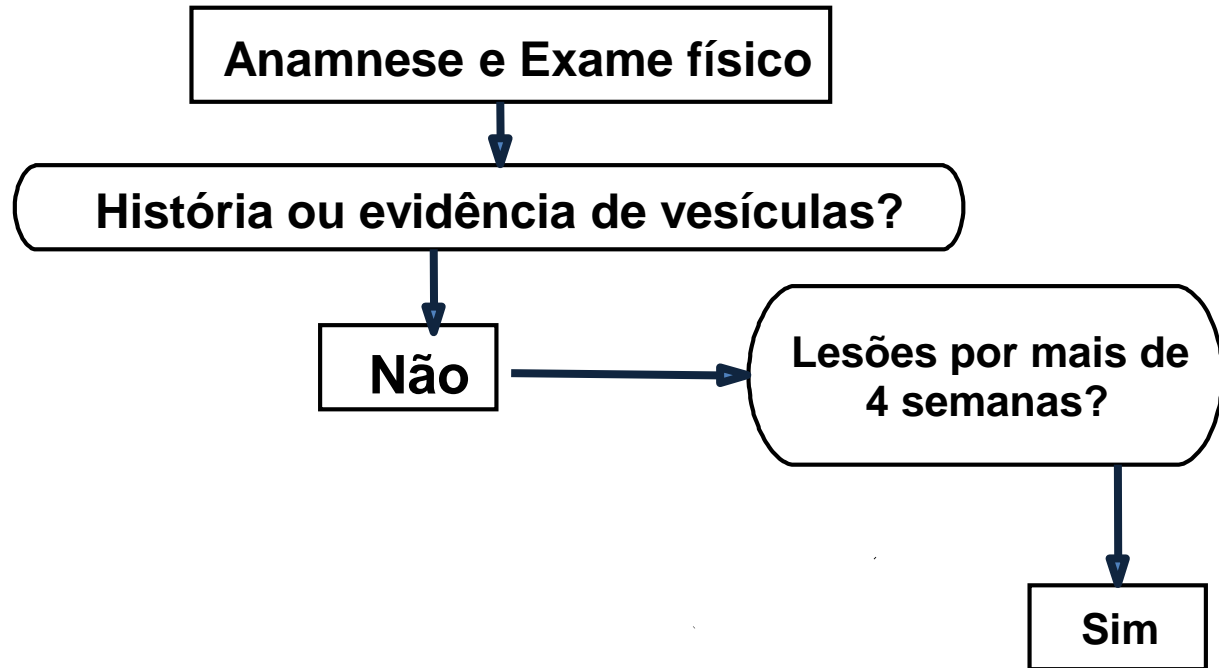 Anamnese e Exame físico
História ou evidência de vesículas?
Não
Lesões por mais de
4 semanas?
Sim